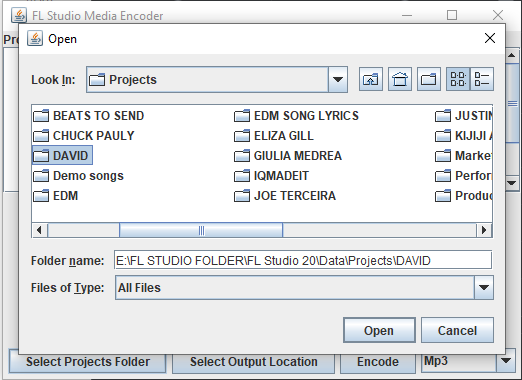 FL Studio Media Encoder
Open
Look In: Projects
BEATS TO SEND EDM SONG LYRICS JUSTIN
CHUCK PAULY ELIZA GILL KIJIJI A
DAVID GIULIA MEDREA Market
Demo songs IQMADEIT Perfor
EDM JOE TERCEIRA Produc
Folder name: E:\FL STUDIO FOLDER\FL Studio 20\Data\Projects\DAVID
Files of Type: All Files
Open Cancel
Select Projects Folder Select Output Location Encode Mp3